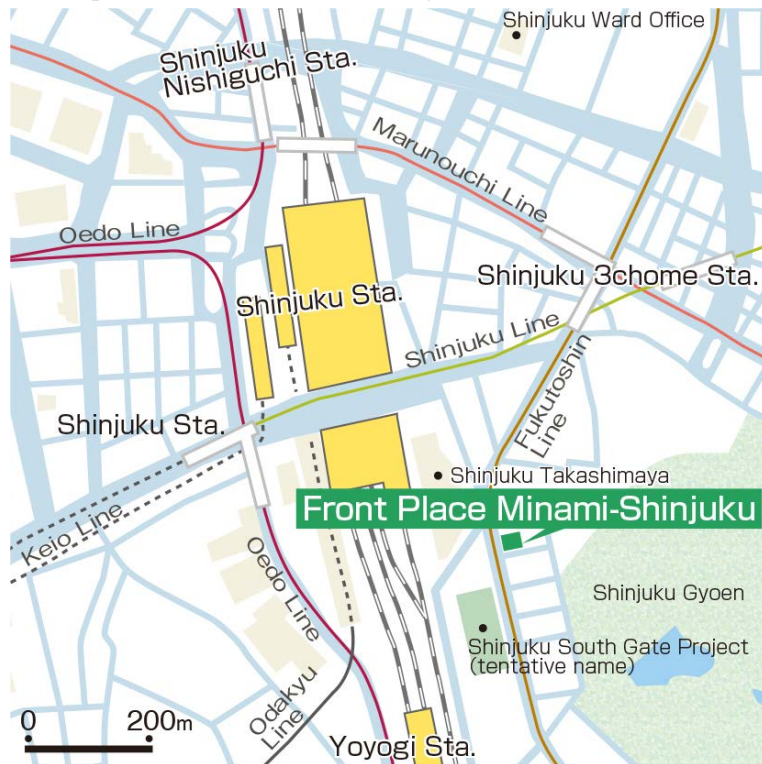 Shinjuku Ward Office
Shinjuku
Nishiguchi Sta.
Marunouchi Line
Oedo Line
Shinjuku 3chome Sta.
Shinjuku Sta.
Shinjuku Line
Fukutoshin
Line
Shinjuku Sta.
Shinjuku Takashimaya
Front Place Minami-Shinjuku
Keio Line
Oedo Line
Shinjuku Gyoen
Shinjuku South Gate Project
(tentative name)
Odakyu
Line
0 200m
Yoyogi Sta.